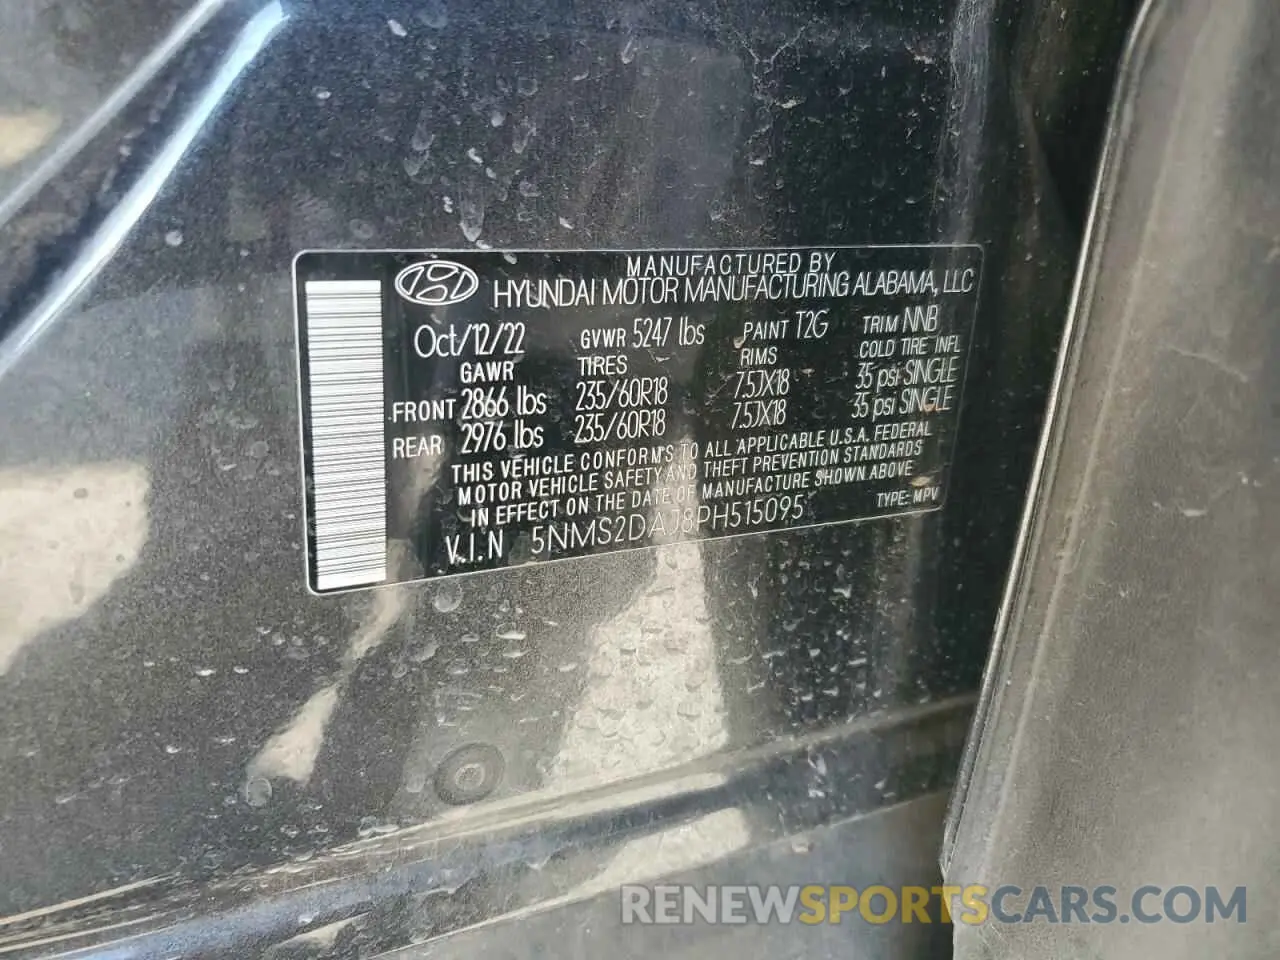 MANUFACTURED BY
HYUNDAI MOTOR MANUFACTURING ALABAMA, LLC
Oct/12/22 GVWR 5247 lbs PAINT T2G TRIM NNB
GAWR TIRES RIMS COLD TIRE INFL
FRONT 2866 lbs 235/60R18 7.5JX18 35 psi SINGLE
REAR 2976 lbs 235/60R18 7.5JX18 35 psi SINGLE
THIS VEHICLE CONFORMS TO ALL APPLICABLE U.S.A. FEDERAL
MOTOR VEHICLE SAFETY AND THEFT PREVENTION STANDARDS
IN EFFECT ON THE DATE OF MANUFACTURE SHOWN ABOVE
V.I.N 5NMS2DAJ8PH515095 TYPE: MPV
RENEWSPORTSCARS.COM